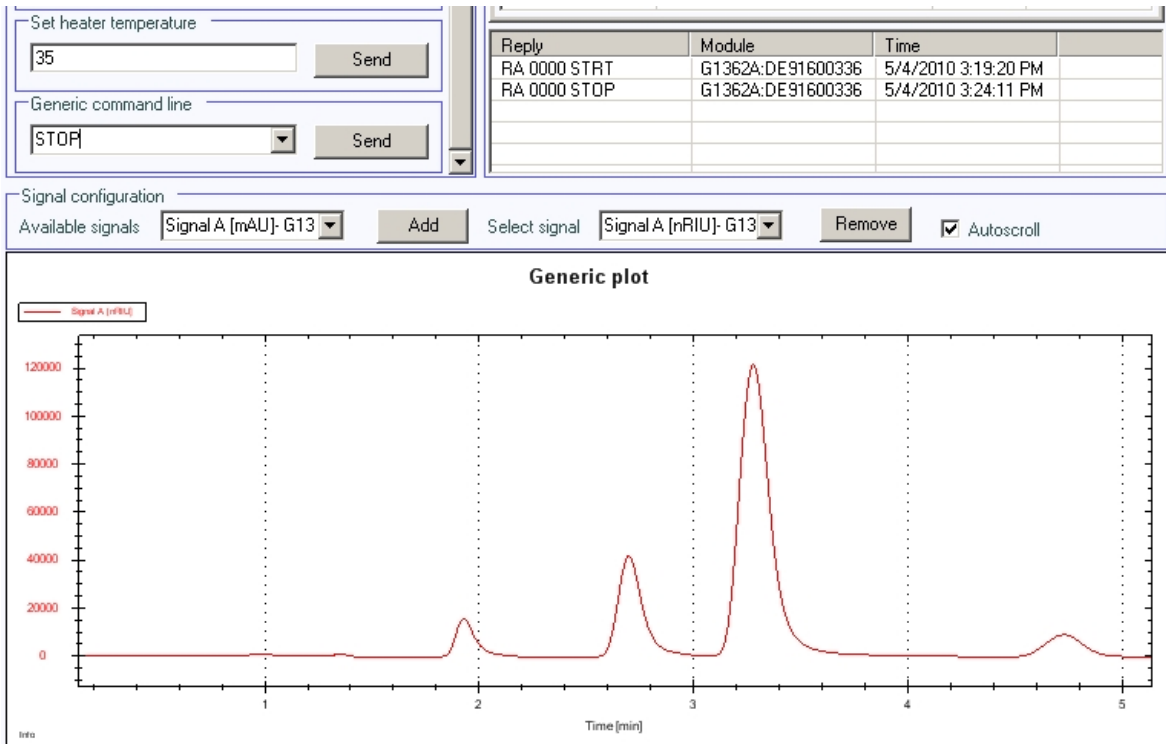 Set heater temperature
35
Send
Generic command line
STOP
Send
Reply Module Time
RA 0000 STRT G1362A:DE91600336 5/4/2010 3:19:20 PM
RA 0000 STOP G1362A:DE91600336 5/4/2010 3:24:11 PM
Signal configuration
Available signals Signal A [mAU]- G13 Add Select signal Signal A [nRIU]- G13 Remove Autoscroll
Generic plot
Signal A [nRIU]
120000
100000
80000
60000
40000
20000
0
1 2 3 4 5
Time [min]
Info